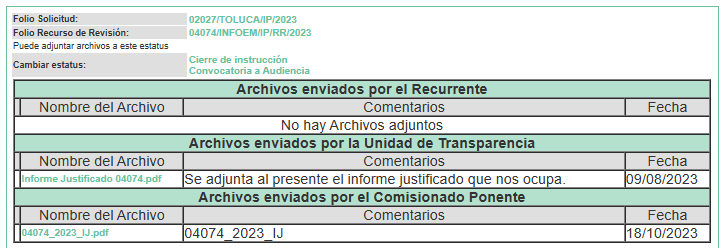 Folio Solicitud: 02027/TOLUCA/IP/2023
Folio Recurso de Revisión: 04074/INFOEM/IP/RR/2023
Puede adjuntar archivos a este estatus
Cambiar estatus: Cierre de instrucción
Convocatoria a Audiencia
Archivos enviados por el Recurrente
Nombre del Archivo Comentarios Fecha
No hay Archivos adjuntos
Archivos enviados por la Unidad de Transparencia
Nombre del Archivo Comentarios Fecha
Informe Justificado 04074.pdf Se adjunta al presente el informe justificado que nos ocupa. 09/08/2023
Archivos enviados por el Comisionado Ponente
Nombre del Archivo Comentarios Fecha
04074_2023_IJ.pdf 04074_2023_IJ 18/10/2023